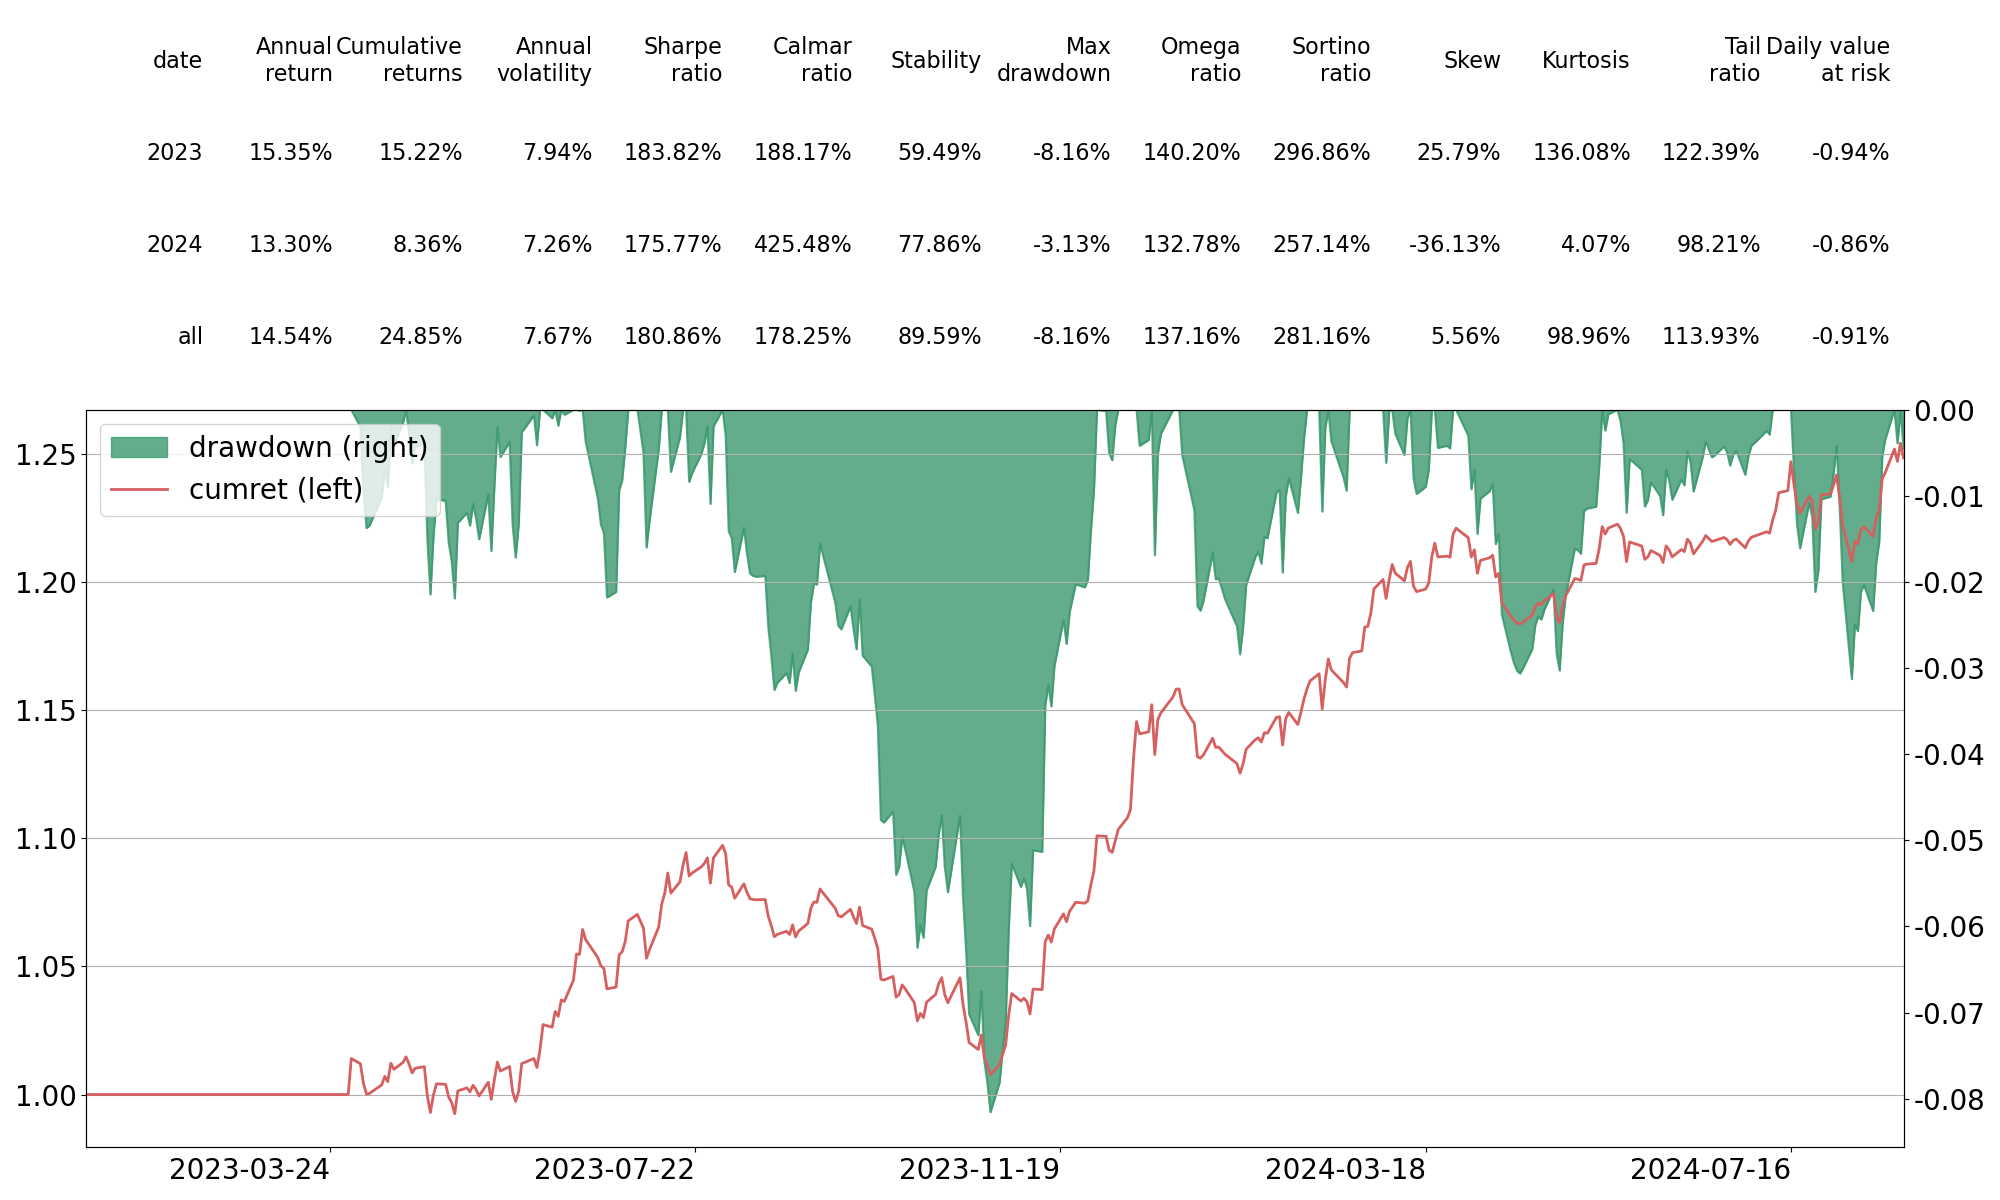 date Annual return Cumulative returns Annual volatility Sharpe ratio Calmar ratio Stability Max drawdown Omega ratio Sortino ratio Skew Kurtosis Tail ratio Daily value at risk
2023 15.35% 15.22% 7.94% 183.82% 188.17% 59.49% -8.16% 140.20% 296.86% 25.79% 136.08% 122.39% -0.94%
2024 13.30% 8.36% 7.26% 175.77% 425.48% 77.86% -3.13% 132.78% 257.14% -36.13% 4.07% 98.21% -0.86%
all 14.54% 24.85% 7.67% 180.86% 178.25% 89.59% -8.16% 137.16% 281.16% 5.56% 98.96% 113.93% -0.91%
drawdown (right)
cumret (left)
1.25
1.20
1.15
1.10
1.05
1.00
0.00
-0.01
-0.02
-0.03
-0.04
-0.05
-0.06
-0.07
-0.08
2023-03-24 2023-07-22 2023-11-19 2024-03-18 2024-07-16